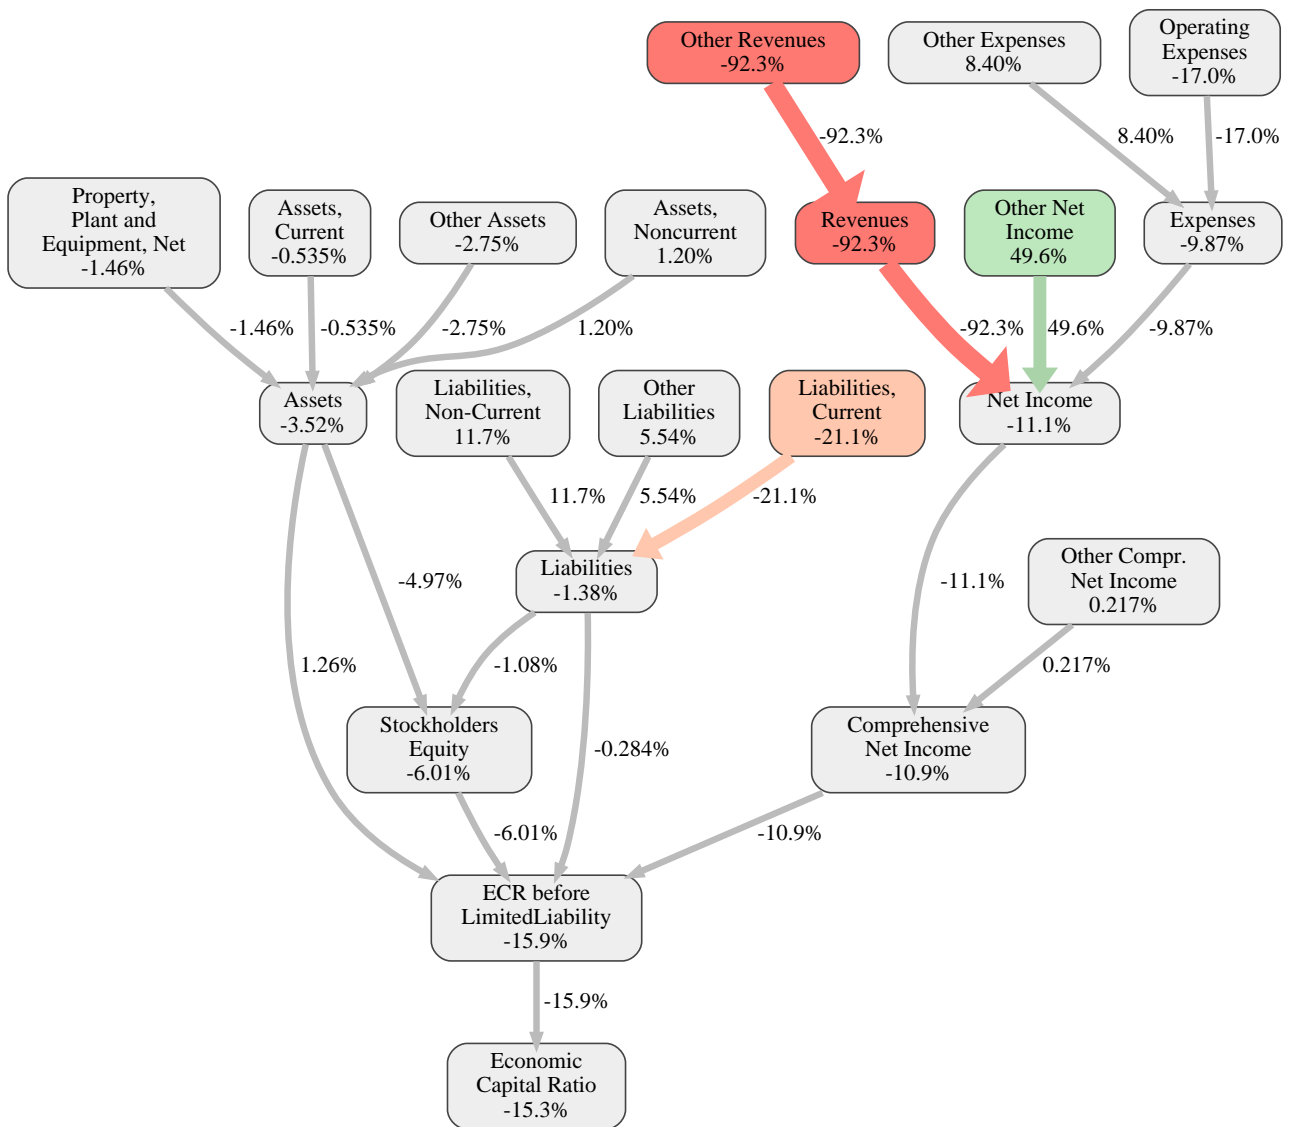 Other Revenues
-92.3%
Other Expenses
8.40%
Operating
Expenses
-17.0%
-92.3%
8.40%
-17.0%
Property,
Plant and
Equipment, Net
-1.46%
Assets,
Current
-0.535%
Other Assets
-2.75%
Assets,
Noncurrent
1.20%
Revenues
-92.3%
Other Net
Income
49.6%
Expenses
-9.87%
-1.46%
-0.535%
-2.75%
1.20%
-92.3%
49.6%
-9.87%
Assets
-3.52%
Liabilities,
Non-Current
11.7%
Other
Liabilities
5.54%
Liabilities,
Current
-21.1%
Net Income
-11.1%
11.7%
5.54%
-21.1%
Liabilities
-1.38%
Other Compr.
Net Income
0.217%
-4.97%
-11.1%
1.26%
-1.08%
0.217%
Stockholders
Equity
-6.01%
-0.284%
Comprehensive
Net Income
-10.9%
-6.01%
-10.9%
ECR before
LimitedLiability
-15.9%
-15.9%
Economic
Capital Ratio
-15.3%